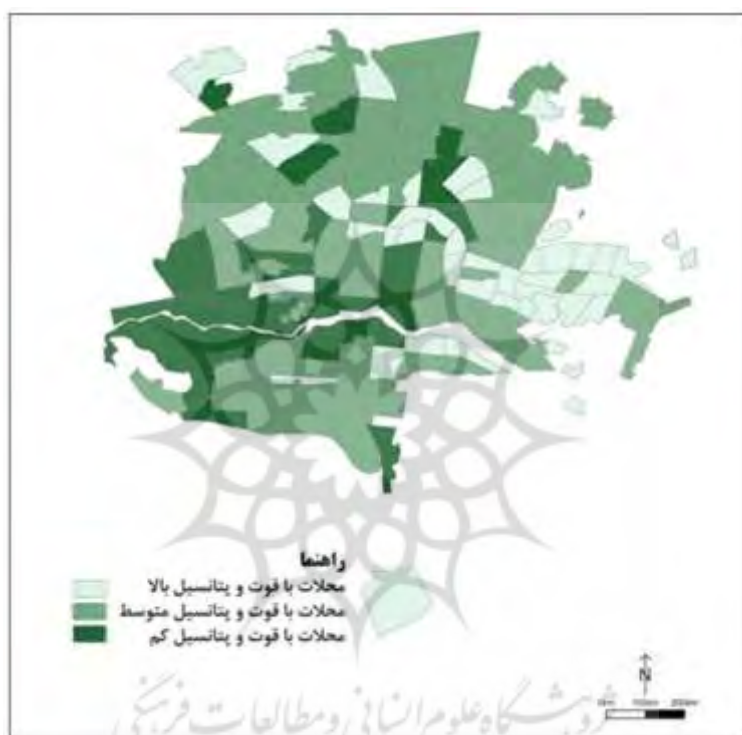 راهنما
محلات با قوت و پتانسیل بالا
محلات با قوت و پتانسیل متوسط
محلات با قوت و پتانسیل کم
N
پژوهشگاه علوم انسانی و مطالعات فرهنگی